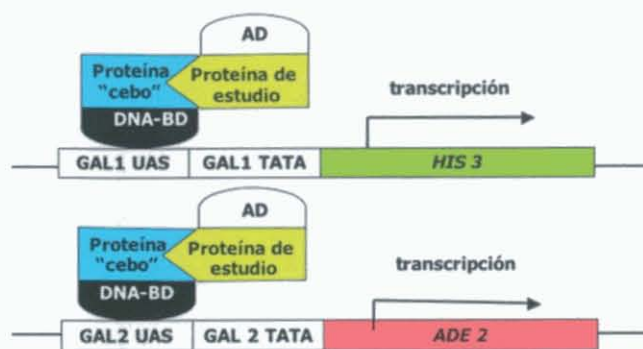 AD
Proteína "cebo"
Proteína de estudio
DNA-BD
transcripción
GAL1 UAS
GAL1 TATA
HIS 3
AD
Proteína "cebo"
Proteína de estudio
DNA-BD
transcripción
GAL2 UAS
GAL 2 TATA
ADE 2